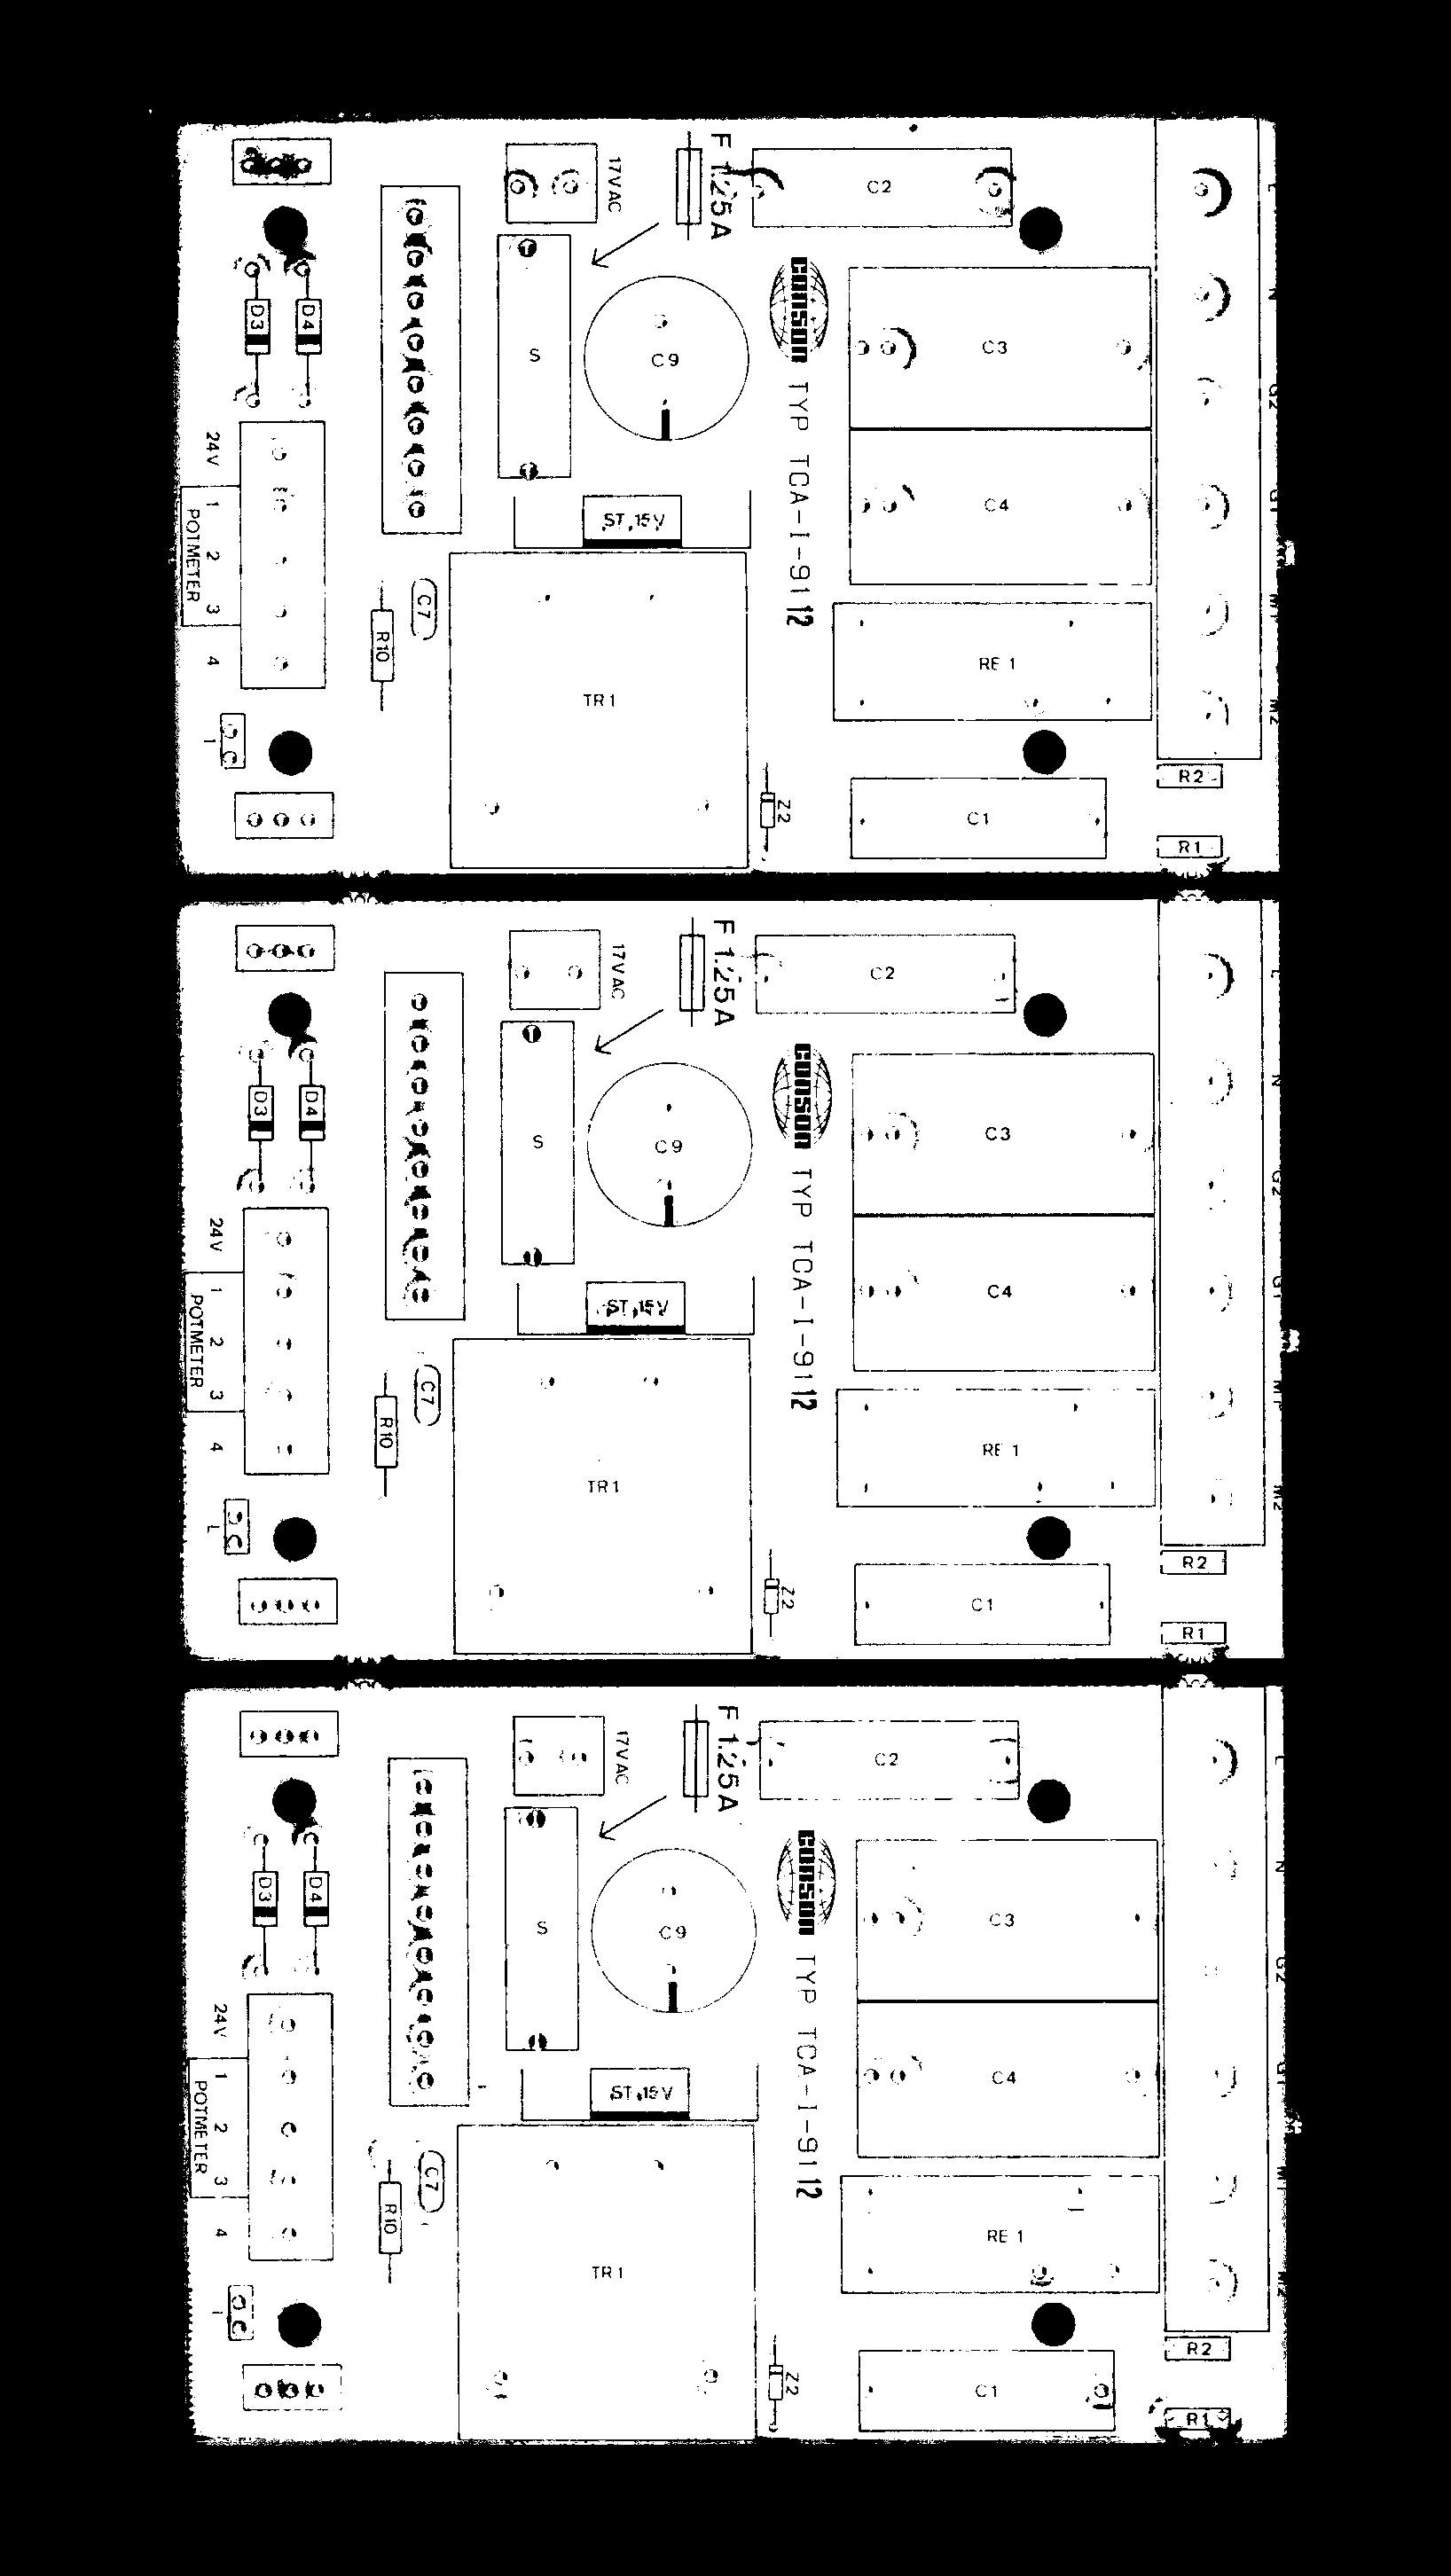 F 1.25A
17VAC
C2
L
N
D3
D4
S
C9
CONSON
C3
G2
24V
1
2
3
4
POTMETER
ST 15V
TYP TCA-I-9112
C4
G1
C7
R10
M1
RE 1
TR1
M2
R2
Z2
C1
R1
F 1.25A
17VAC
C2
L
N
D3
D4
S
C9
CONSON
C3
G2
24V
1
2
3
4
POTMETER
ST 15V
TYP TCA-I-9112
C4
G1
C7
R10
M1
RE 1
TR1
M2
R2
Z2
C1
R1
F 1.25A
17VAC
C2
L
N
D3
D4
S
C9
CONSON
C3
G2
24V
1
2
3
4
POTMETER
ST 15V
TYP TCA-I-9112
C4
G1
C7
R10
M1
RE 1
TR1
M2
R2
Z2
C1
R1